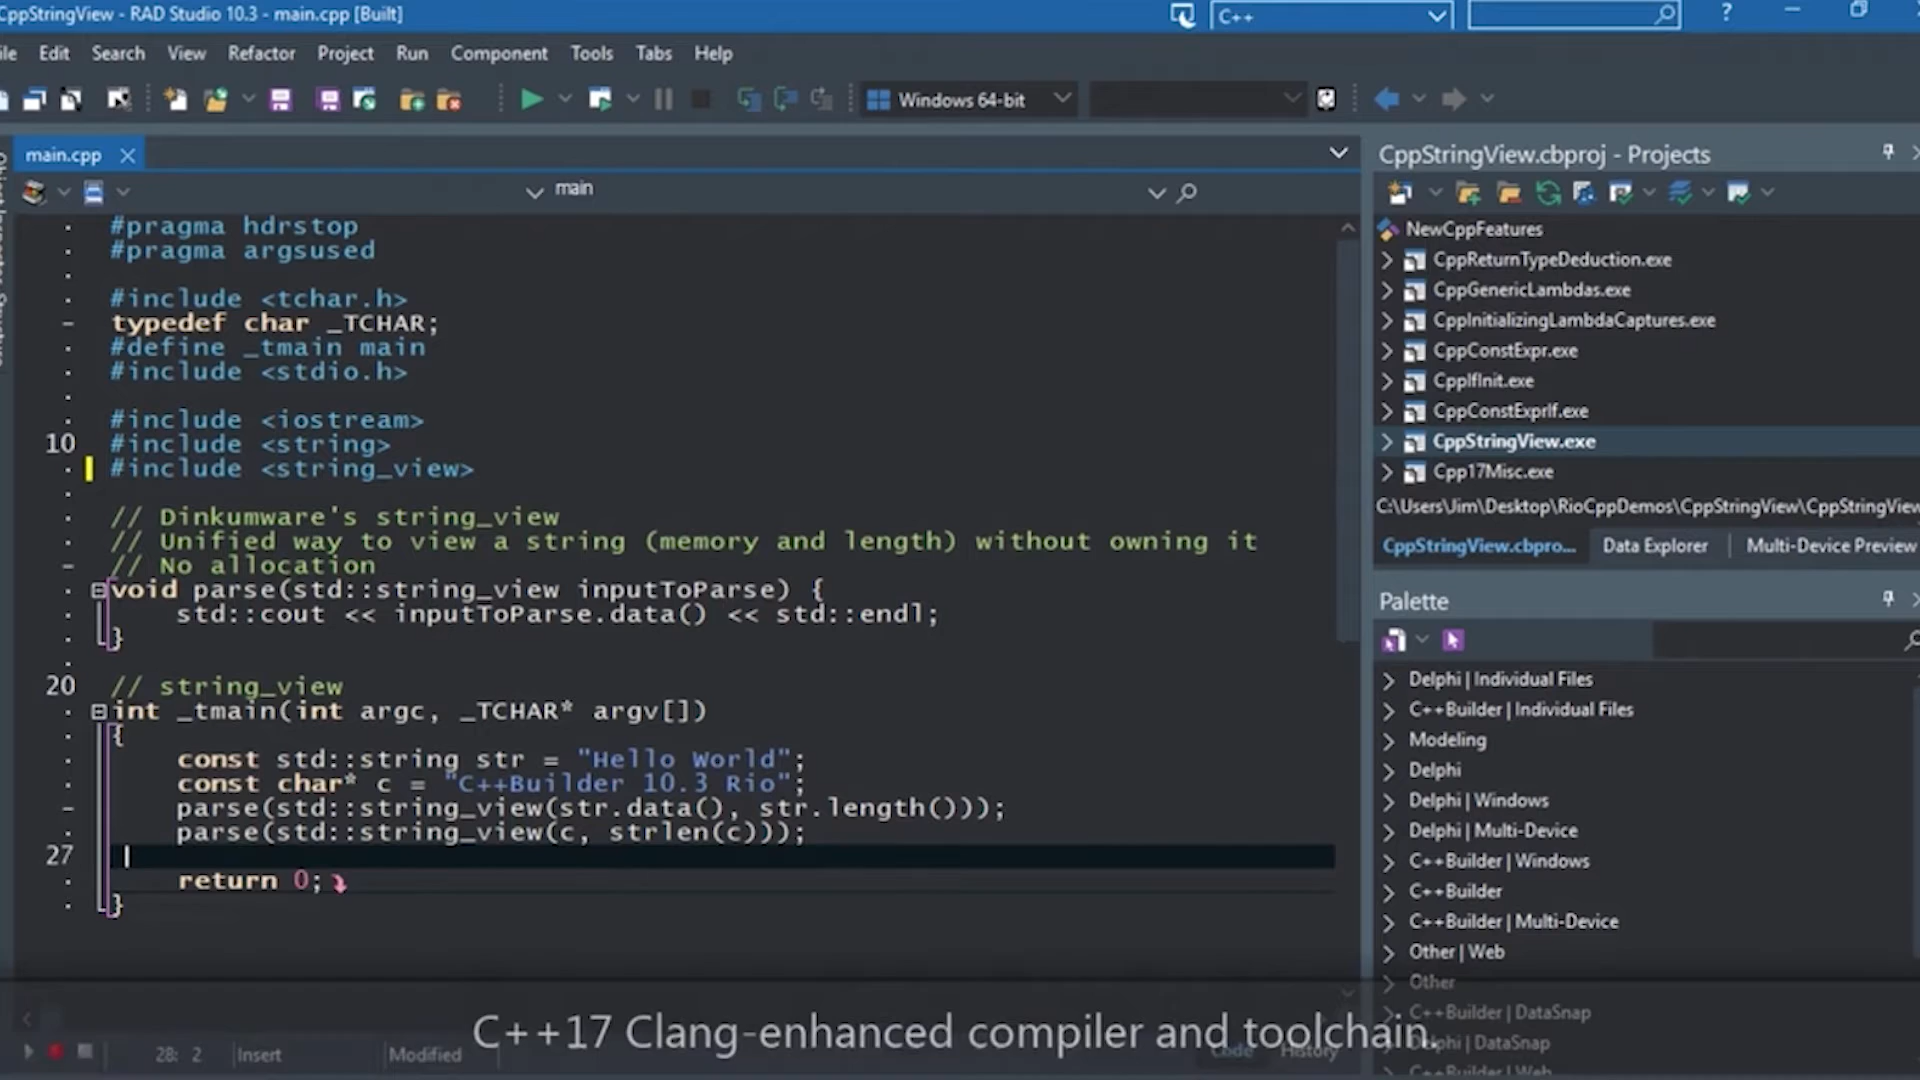 CppStringView - RAD Studio 10.3 - main.cpp [Built]
C++
?
Edit Search View Refactor Project Run Component Tools Tabs Help
Windows 64-bit
main.cpp
main
#pragma hdrstop
#pragma argsused
#include <tchar.h>
typedef char _TCHAR;
#define _tmain main
#include <stdio.h>
#include <iostream>
10 #include <string>
#include <string_view>
// Dinkumware's string_view
// Unified way to view a string (memory and length) without owning it
// No allocation
void parse(std::string_view inputToParse) {
std::cout << inputToParse.data() << std::endl;
}
20 // string_view
int _tmain(int argc, _TCHAR* argv[])
{
const std::string str = "Hello World";
const char* c = "C++Builder 10.3 Rio";
parse(std::string_view(str.data(), str.length()));
parse(std::string_view(c, strlen(c)));
27
return 0;
}
28: 2 Insert Modified
Code History
CppStringView.cbproj - Projects
NewCppFeatures
CppReturnTypeDeduction.exe
CppGenericLambdas.exe
CppInitializingLambdaCaptures.exe
CppConstExpr.exe
CppIfInit.exe
CppConstExprIf.exe
CppStringView.exe
Cpp17Misc.exe
C:\Users\Jim\Desktop\RioCppDemos\CppStringView\CppStringView
CppStringView.cbpro... Data Explorer Multi-Device Preview
Palette
Delphi | Individual Files
C++Builder | Individual Files
Modeling
Delphi
Delphi | Windows
Delphi | Multi-Device
C++Builder | Windows
C++Builder
C++Builder | Multi-Device
Other | Web
Other
C++Builder | DataSnap
Delphi | DataSnap
C++Builder | Web
C++17 Clang-enhanced compiler and toolchain.